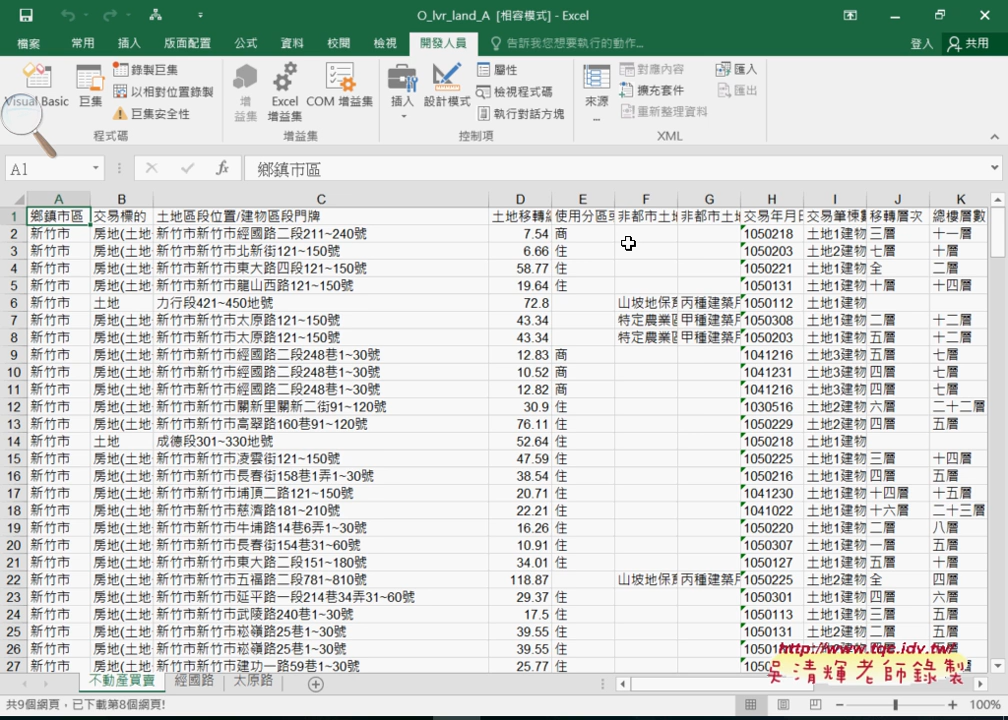 O_lvr_land_A [相容模式] - Excel
檔案 常用 插入 版面配置 公式 資料 校閱 檢視 開發人員 告訴我您想要執行的動作... 登入 共用
Visual Basic 巨集 錄製巨集 以相對位置錄製 巨集安全性 程式碼
增益集 Excel 增益集 COM 增益集 增益集
插入 設計模式 屬性 檢視程式碼 執行對話方塊 控制項
來源 對應內容 擴充套件 重新整理資料 匯入 匯出 XML
A1 fx 鄉鎮市區
A B C D E F G H I J K
1 鄉鎮市區 交易標的 土地區段位置/建物區段門牌 土地移轉 使用分區 非都市土地 非都市土地 交易年月 交易筆棟 移轉層次 總樓層數
2 新竹市 房地(土地 新竹市新竹市經國路二段211~240號 7.54 商 1050218 土地1建物 三層 十一層
3 新竹市 房地(土地 新竹市新竹市北新街121~150號 6.66 住 1050203 土地2建物 七層 十層
4 新竹市 房地(土地 新竹市新竹市東大路四段121~150號 58.77 住 1050221 土地1建物 全 二層
5 新竹市 房地(土地 新竹市新竹市龍山西路121~150號 19.64 住 1050131 土地1建物 十層 十四層
6 新竹市 土地 力行段421~450地號 72.8 山坡地保育 丙種建築用 1050112 土地1建物
7 新竹市 房地(土地 新竹市新竹市太原路121~150號 43.34 特定農業區 甲種建築用 1050308 土地1建物 二層 十二層
8 新竹市 房地(土地 新竹市新竹市太原路121~150號 43.34 特定農業區 甲種建築用 1050203 土地1建物 五層 十二層
9 新竹市 房地(土地 新竹市新竹市經國路二段248巷1~30號 12.83 商 1041216 土地3建物 五層 七層
10 新竹市 房地(土地 新竹市新竹市經國路二段248巷1~30號 10.52 商 1041231 土地3建物 四層 七層
11 新竹市 房地(土地 新竹市新竹市經國路二段248巷1~30號 12.82 商 1041216 土地3建物 四層 七層
12 新竹市 房地(土地 新竹市新竹市關新里關新二街91~120號 30.9 住 1030516 土地2建物 六層 二十二層
13 新竹市 房地(土地 新竹市新竹市高翠路160巷91~120號 76.11 住 1050229 土地2建物 四層 五層
14 新竹市 土地 成德段301~330地號 52.64 住 1050218 土地1建物
15 新竹市 房地(土地 新竹市新竹市凌雲街121~150號 47.59 住 1050225 土地1建物 三層 十四層
16 新竹市 房地(土地 新竹市新竹市長春街158巷1弄1~30號 38.54 住 1050216 土地1建物 四層 五層
17 新竹市 房地(土地 新竹市新竹市埔頂二路121~150號 20.71 住 1041230 土地1建物 十四層 十五層
18 新竹市 房地(土地 新竹市新竹市慈濟路181~210號 22.21 住 1041022 土地1建物 十六層 二十三層
19 新竹市 房地(土地 新竹市新竹市牛埔路14巷6弄1~30號 16.26 住 1050220 土地1建物 二層 八層
20 新竹市 房地(土地 新竹市新竹市長春街154巷31~60號 10.91 住 1050307 土地1建物 一層 五層
21 新竹市 房地(土地 新竹市新竹市東大路二段151~180號 34.01 住 1050127 土地1建物 五層 十層
22 新竹市 房地(土地 新竹市新竹市五福路二段781~810號 118.87 山坡地保育 丙種建築用 1050225 土地2建物 全 四層
23 新竹市 房地(土地 新竹市新竹市延平路一段214巷34弄31~60號 29.37 住 1050301 土地1建物 四層 六層
24 新竹市 房地(土地 新竹市新竹市武陵路240巷1~30號 17.5 住 1050113 土地1建物 四層 五層
25 新竹市 房地(土地 新竹市新竹市崧嶺路25巷1~30號 39.55 住 1050131 土地2建物 二層 五層
26 新竹市 房地(土地 新竹市新竹市崧嶺路25巷1~30號 39.55 住
27 新竹市 房地(土地 新竹市新竹市建功一路59巷1~30號 25.77 住
http://www.tqe.idv.tw/
吳清輝老師錄製
不動產買賣 經國路 太原路
共9個網頁，已下載第8個網頁! 100%